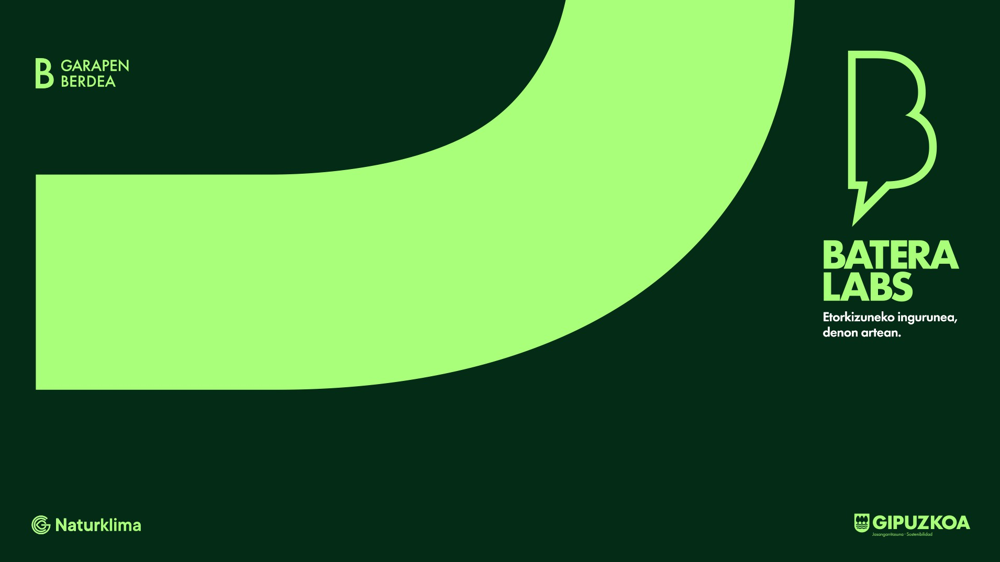 B GARAPEN
BERDEA
B
BATERA
LABS
Etorkizuneko ingurunea,
denon artean.
Naturklima
GIPUZKOA
Jasangarritasuna · Sostenibilidad